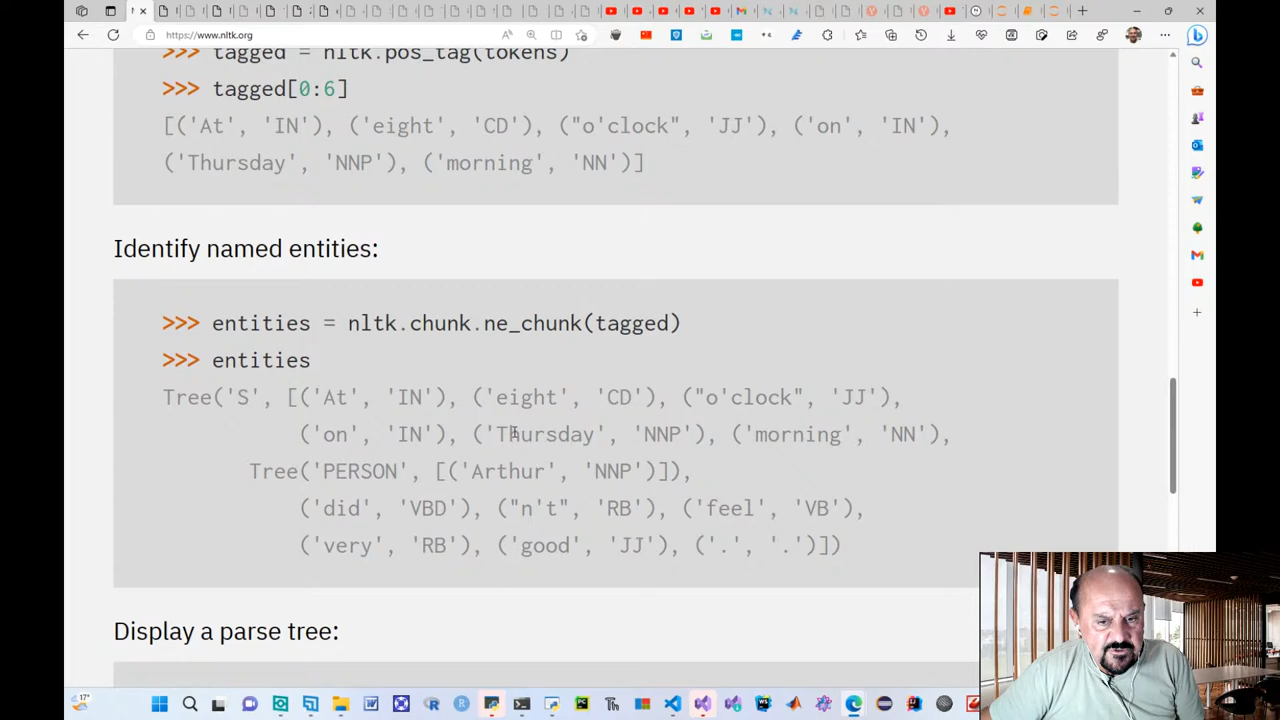 https://www.nltk.org
>>> tagged = nltk.pos_tag(tokens)
>>> tagged[0:6]
[('At', 'IN'), ('eight', 'CD'), ("o'clock", 'JJ'), ('on', 'IN'),
('Thursday', 'NNP'), ('morning', 'NN')]
Identify named entities:
>>> entities = nltk.chunk.ne_chunk(tagged)
>>> entities
Tree('S', [('At', 'IN'), ('eight', 'CD'), ("o'clock", 'JJ'),
('on', 'IN'), ('Thursday', 'NNP'), ('morning', 'NN'),
Tree('PERSON', [('Arthur', 'NNP')]),
('did', 'VBD'), ("n't", 'RB'), ('feel', 'VB'),
('very', 'RB'), ('good', 'JJ'), ('.', '.')])
Display a parse tree:
17°